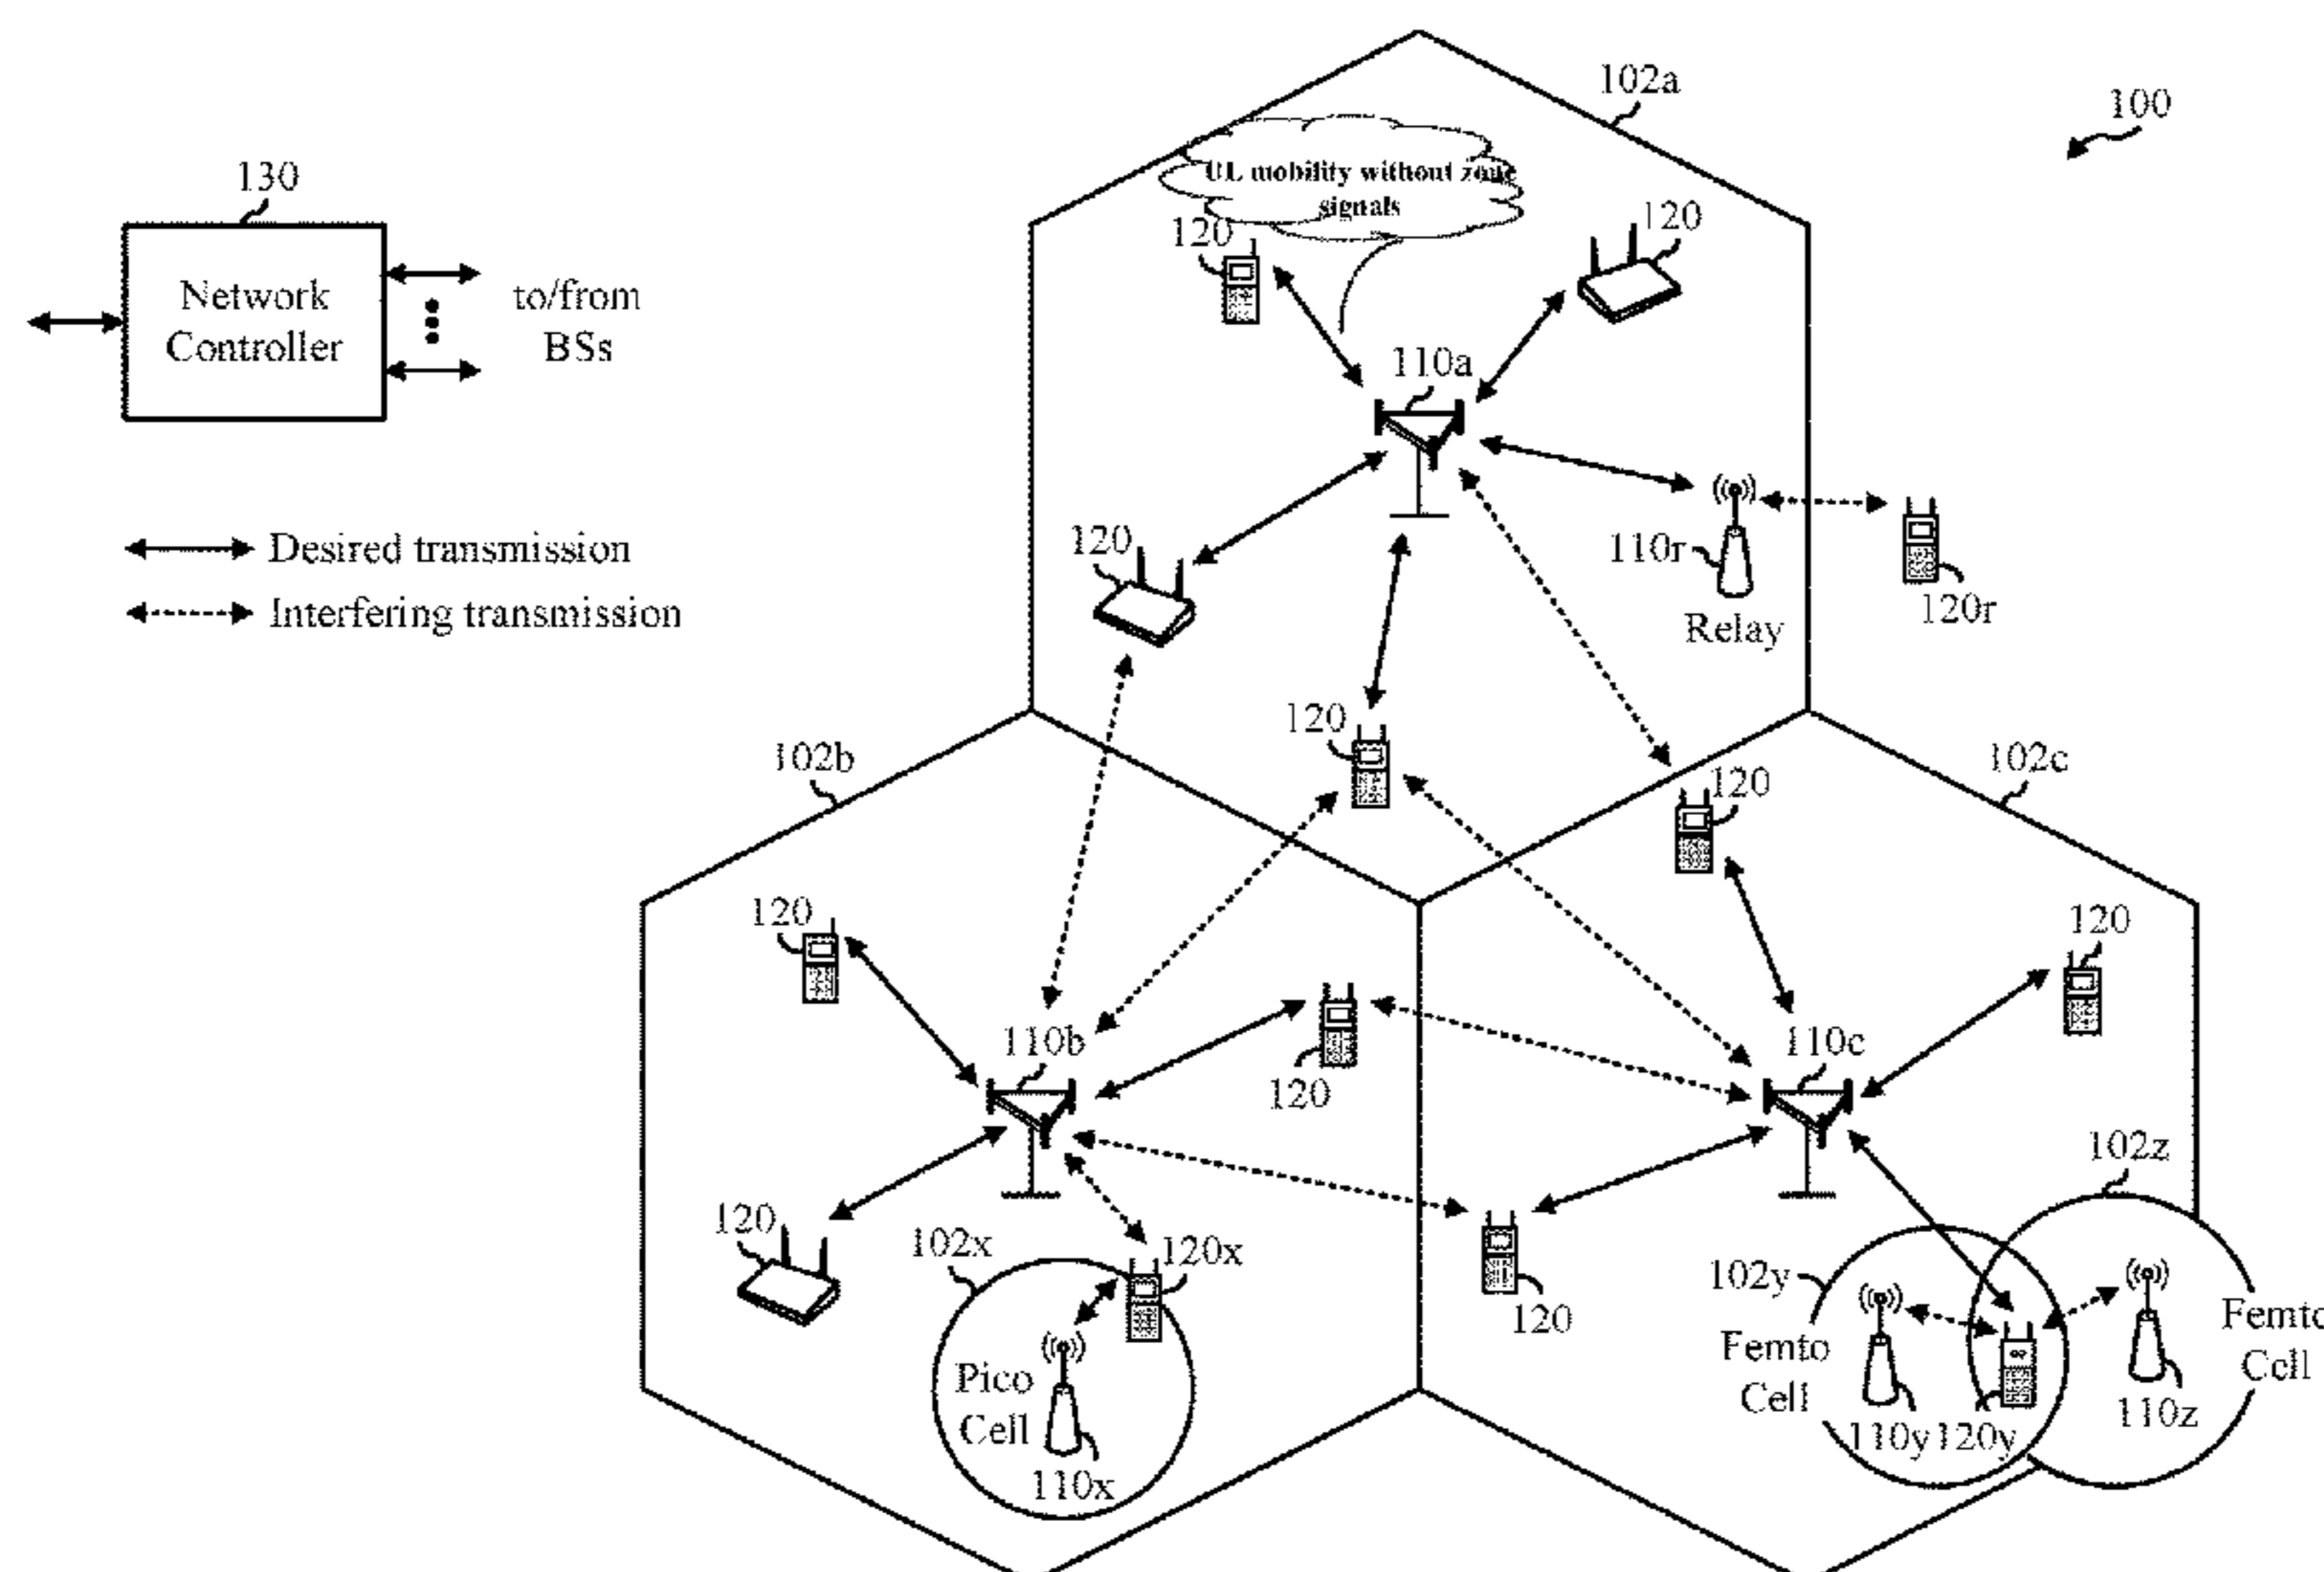 102a
100
130
UL mobility without zone
signals
120
120
Network
Controller
to/from
BSs
110a
Desired transmission
120
110r
Interfering transmission
120r
Relay
120
102b
102c
120
120
120
110b
110c
120
102z
120
102x
120x
102y
Pico
Cell
120
Femto
Cell
Femto
Cell
110z
110y
120y
110x